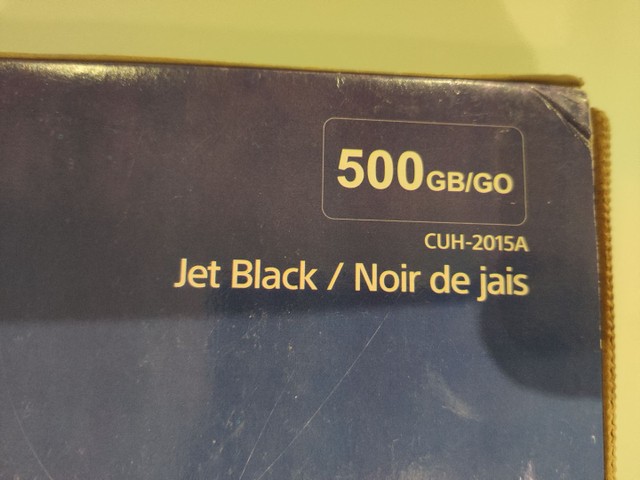 500GB/GO
CUH-2015A
Jet Black / Noir de jais